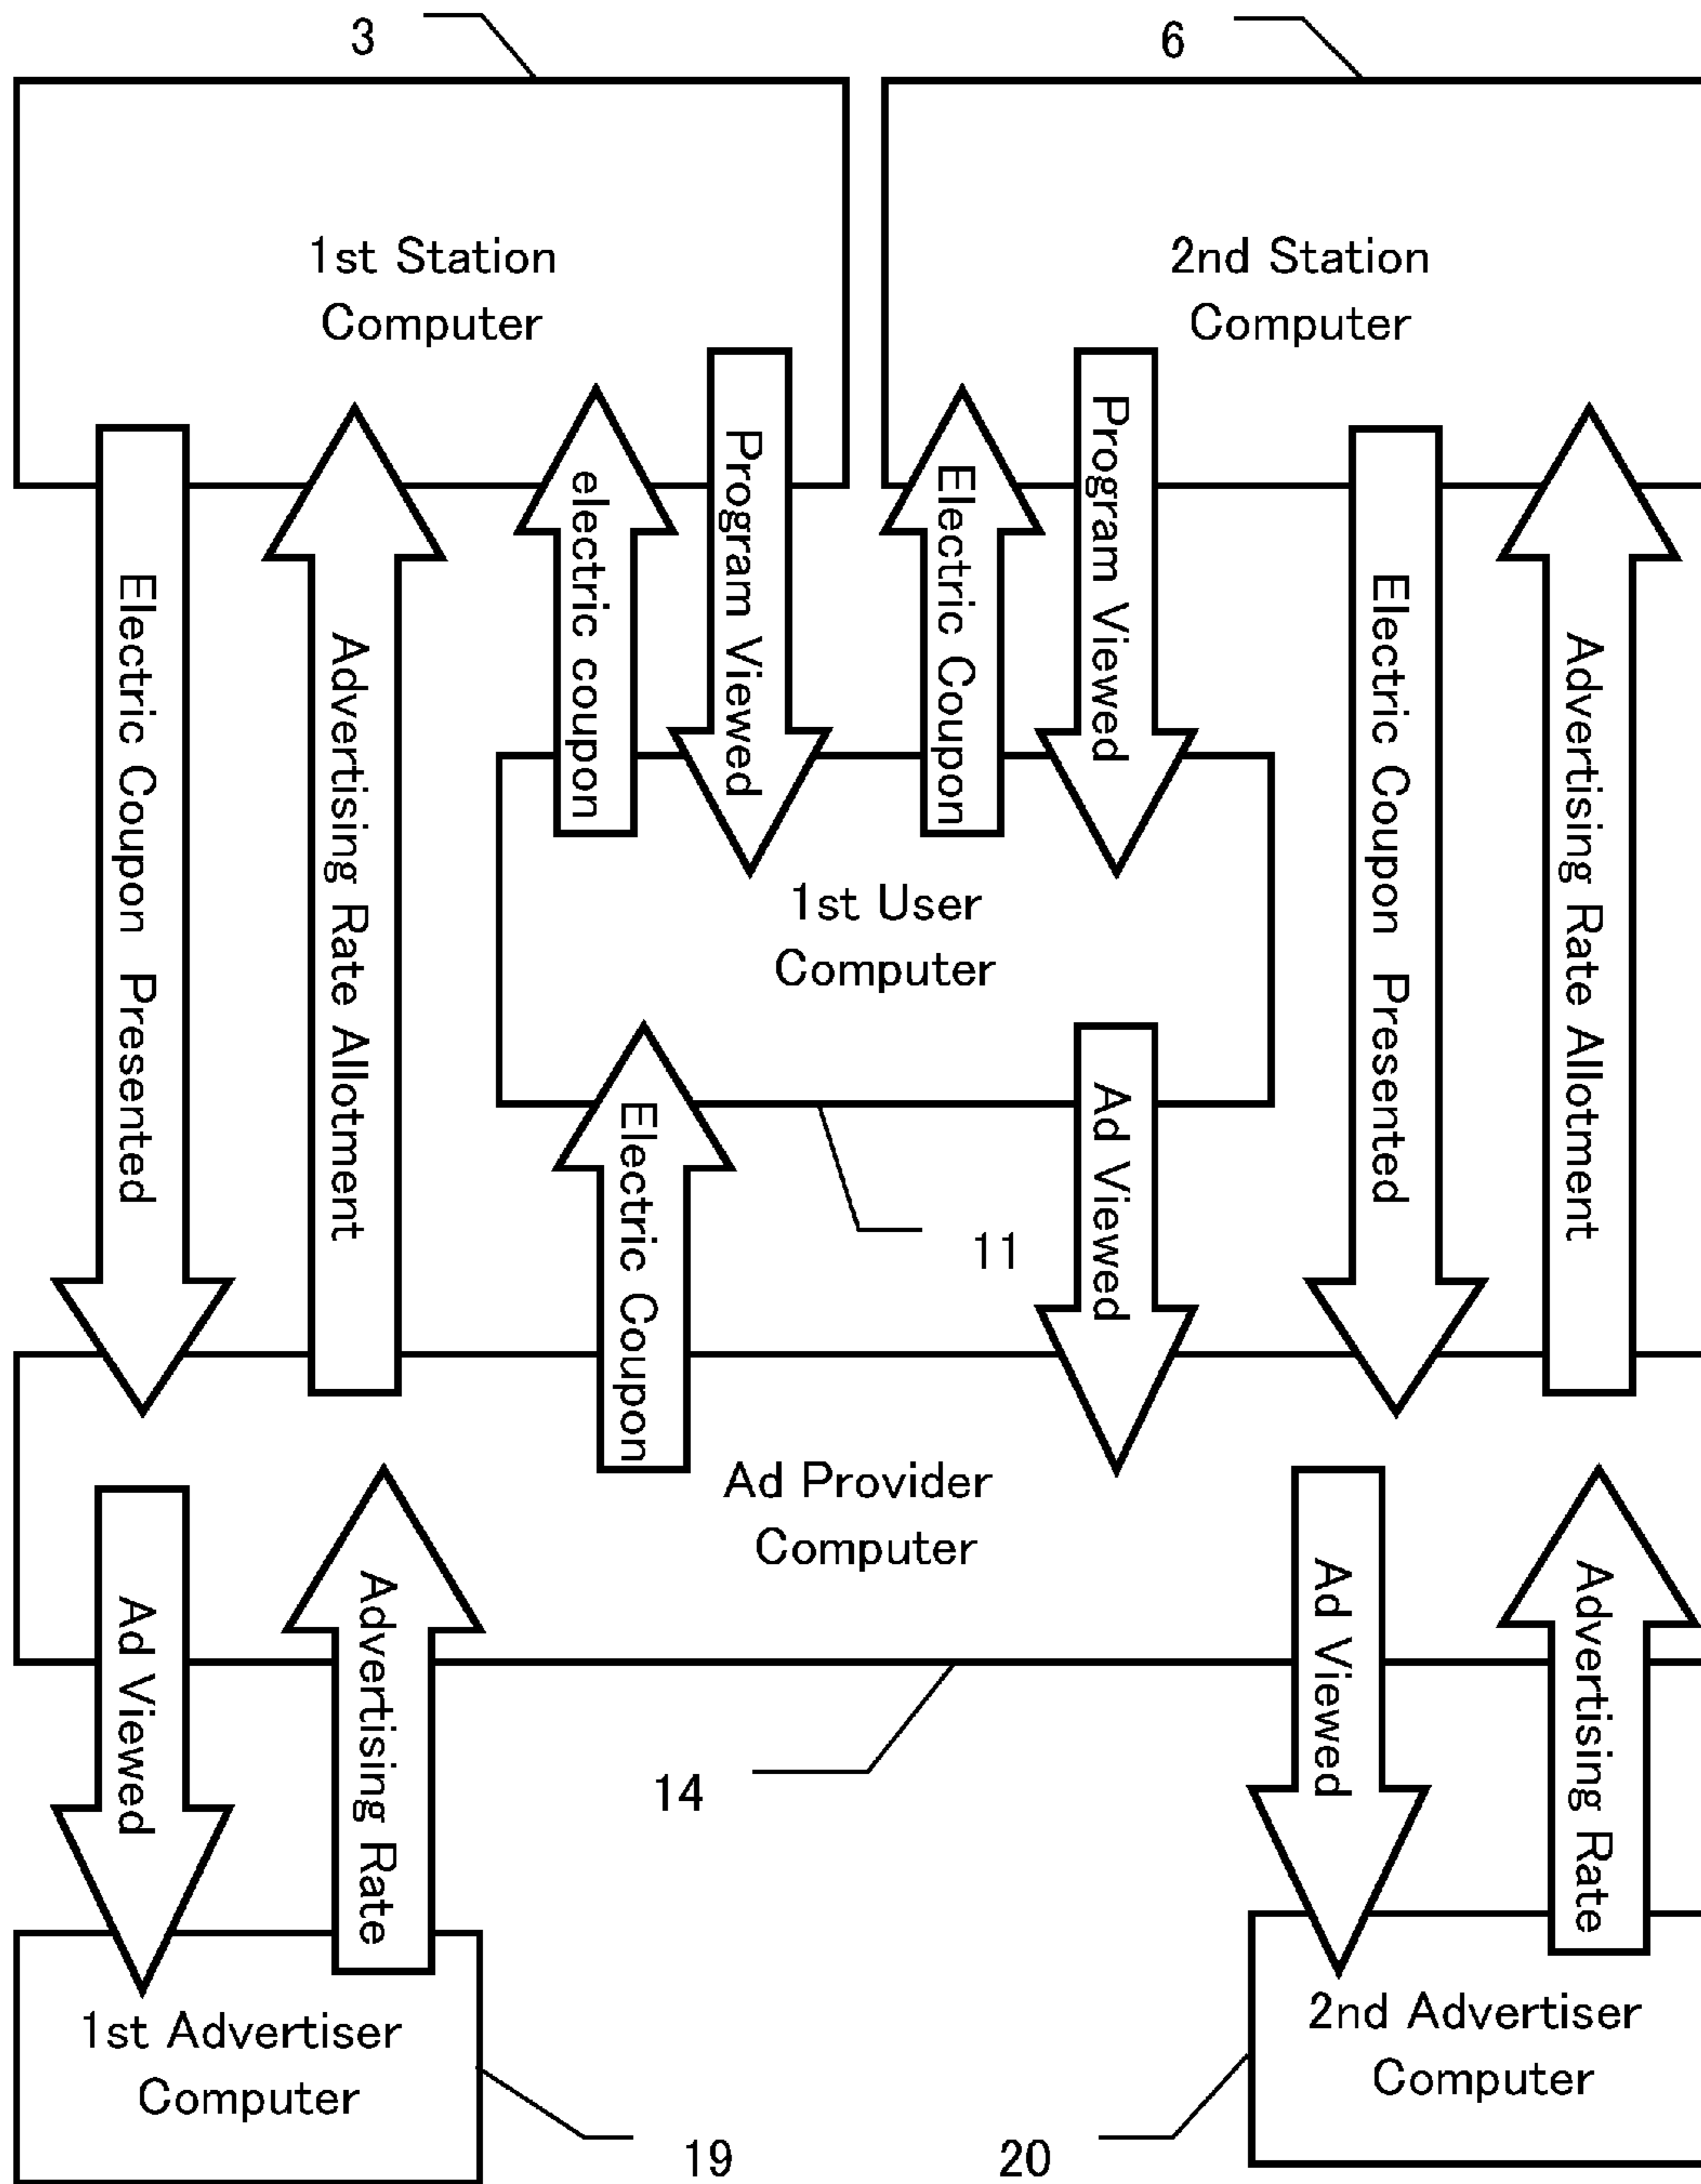 3
6
1st Station
Computer
2nd Station
Computer
Electric Coupon Presented
Advertising Rate Allotment
electric coupon
Program Viewed
Electric Coupon
Program Viewed
Electric Coupon Presented
Advertising Rate Allotment
1st User
Computer
Electric Coupon
Ad Viewed
11
Ad Provider
Computer
Ad Viewed
Advertising Rate
Ad Viewed
Advertising Rate
14
1st Advertiser
Computer
2nd Advertiser
Computer
19
20